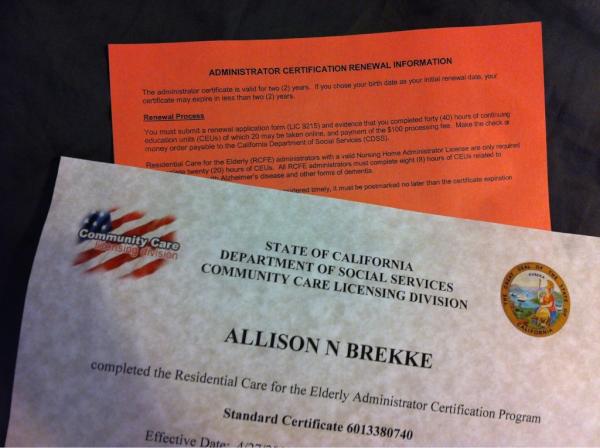 ADMINISTRATOR CERTIFICATION RENEWAL INFORMATION
The administrator certificate is valid for two (2) years. If you chose your birth date as your initial renewal date, your
certificate may expire in less than two (2) years.
Renewal Process
You must submit a renewal application form (LIC 9215) and evidence that you completed forty (40) hours of continuing
education units (CEUs) of which 20 may be taken online, and payment of the $100 processing fee. Make the check or
money order payable to the California Department of Social Services (CDSS).
Residential Care for the Elderly (RCFE) administrators with a valid Nursing Home Administrator License are only required
twenty (20) hours of CEUs. All RCFE administrators must complete eight (8) hours of CEUs related to
Alzheimer's disease and other forms of dementia.
timely, it must be postmarked no later than the certificate expiration
Community Care
licensing division
STATE OF CALIFORNIA
DEPARTMENT OF SOCIAL SERVICES
COMMUNITY CARE LICENSING DIVISION
ALLISON N BREKKE
completed the Residential Care for the Elderly Administrator Certification Program
Standard Certificate 6013380740
Effective Date: 4/27/20